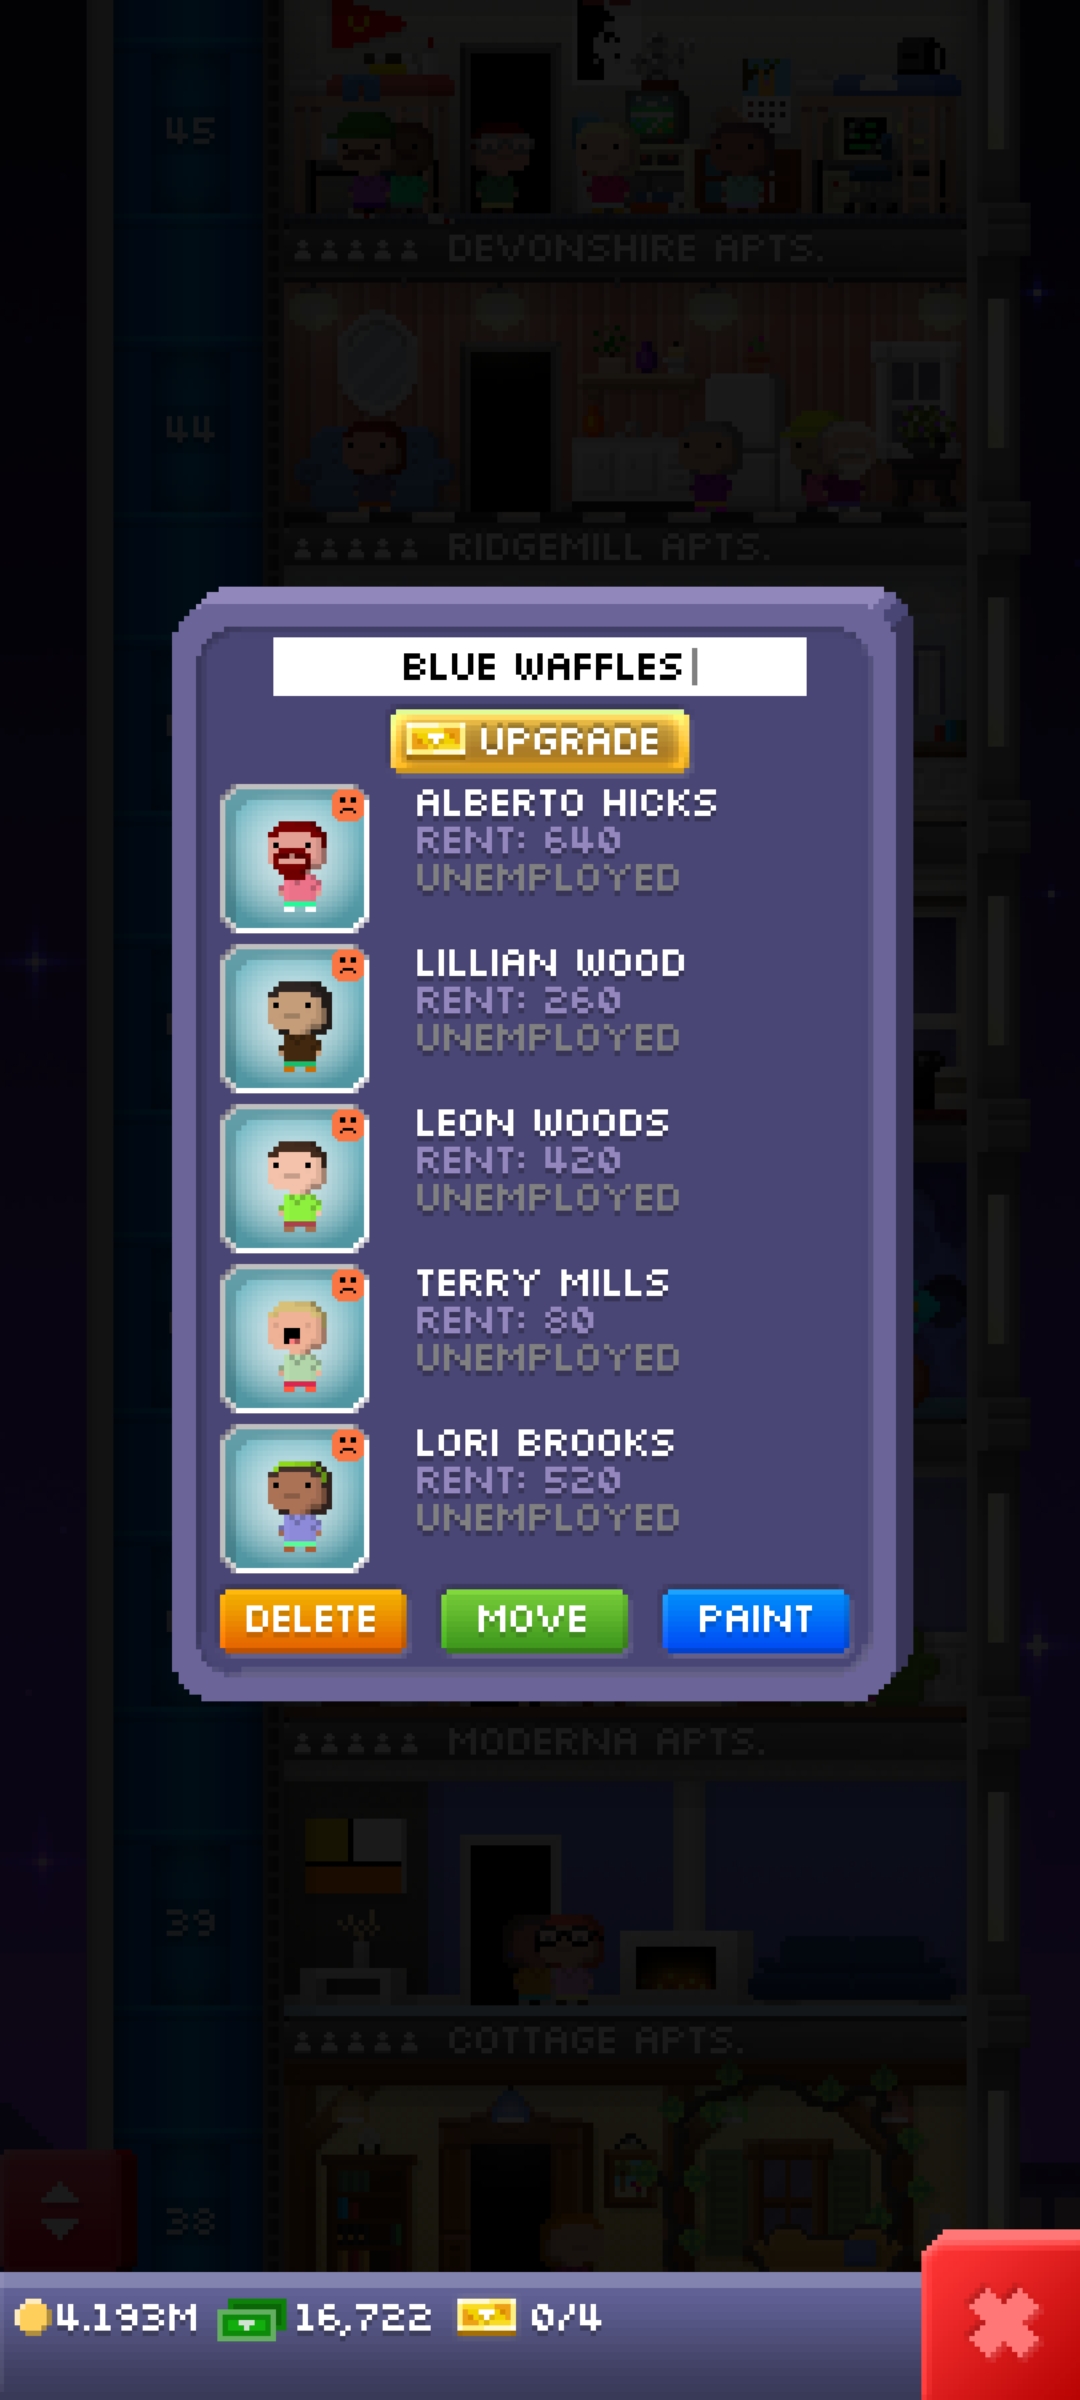 45
DEVONSHIRE APTS.
44
RIDGEMILL APTS.
BLUE WAFFLES
UPGRADE
ALBERTO HICKS
RENT: 640
UNEMPLOYED
LILLIAN WOOD
RENT: 260
UNEMPLOYED
LEON WOODS
RENT: 420
UNEMPLOYED
TERRY MILLS
RENT: 80
UNEMPLOYED
LORI BROOKS
RENT: 520
UNEMPLOYED
DELETE MOVE PAINT
MODERNA APTS.
39
COTTAGE APTS.
38
4.193M 16,722 0/4